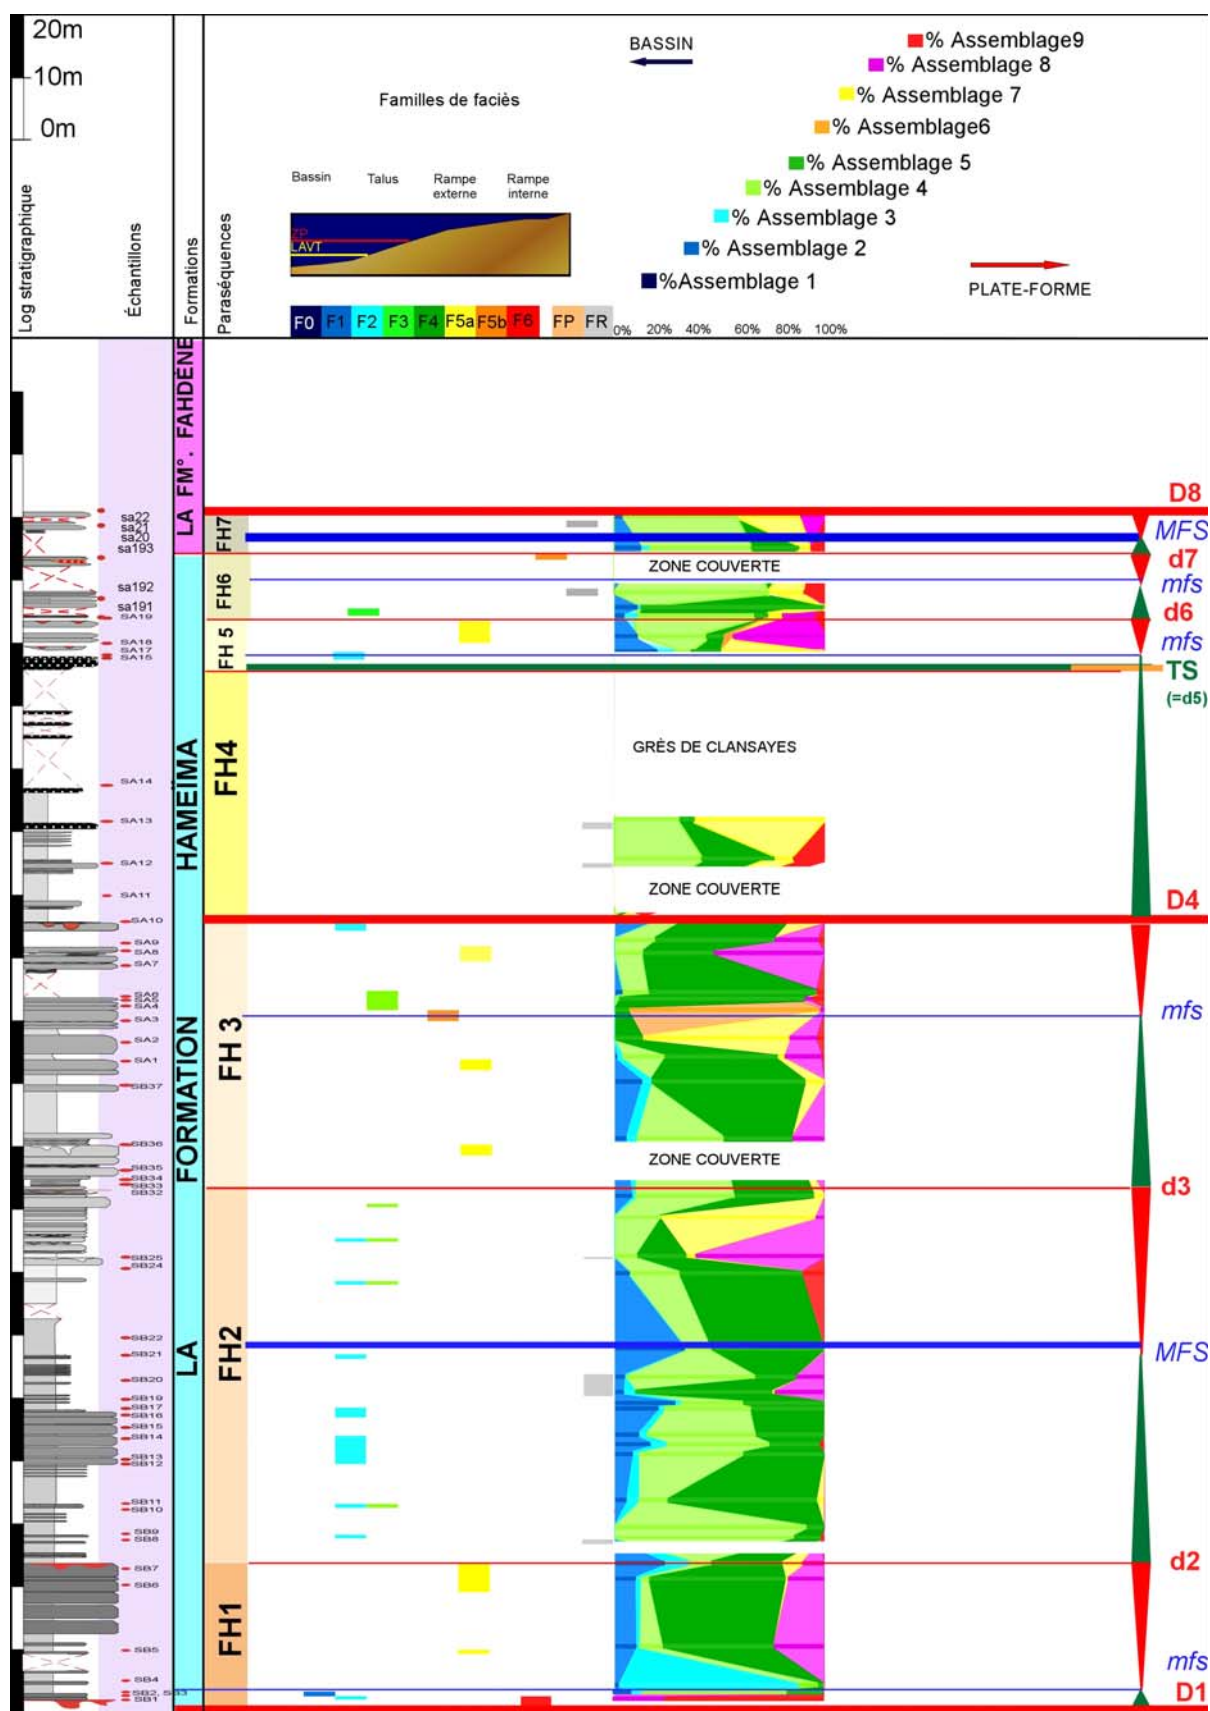 20m
10m
0m
Log stratigraphique
Échantillons
Formations
Paraséquences
Familles de faciès
Bassin
Talus
Rampe externe
Rampe interne
ZP
LAVT
F0
F1
F2
F3
F4
F5a
F5b
F6
FP
FR
BASSIN
% Assemblage9
% Assemblage 8
% Assemblage 7
% Assemblage6
% Assemblage 5
% Assemblage 4
% Assemblage 3
% Assemblage 2
%Assemblage 1
PLATE-FORME
0%
20%
40%
60%
80%
100%
LA FM°. FAHDÈNE
LA FORMATION HAMEÏMA
D8
sa22
sa21
sa20
sa193
FH7
MFS
d7
ZONE COUVERTE
sa192
FH6
mfs
sa191
SA19
d6
SA18
SA17
SA15
FH 5
mfs
TS
(=d5)
GRÈS DE CLANSAYES
FH4
SA14
SA13
SA12
SA11
ZONE COUVERTE
D4
SA10
SA9
SA8
SA7
SA6
SA5
SA4
SA3
SA2
SA1
SB37
FH 3
mfs
SB36
SB35
SB34
SB33
SB32
ZONE COUVERTE
d3
SB25
SB24
SB22
SB21
SB20
SB19
SB17
SB16
SB15
SB14
SB13
SB12
SB11
SB10
SB9
SB8
FH2
MFS
d2
SB7
SB6
SB5
SB4
SB2, SB3
SB1
FH1
mfs
D1